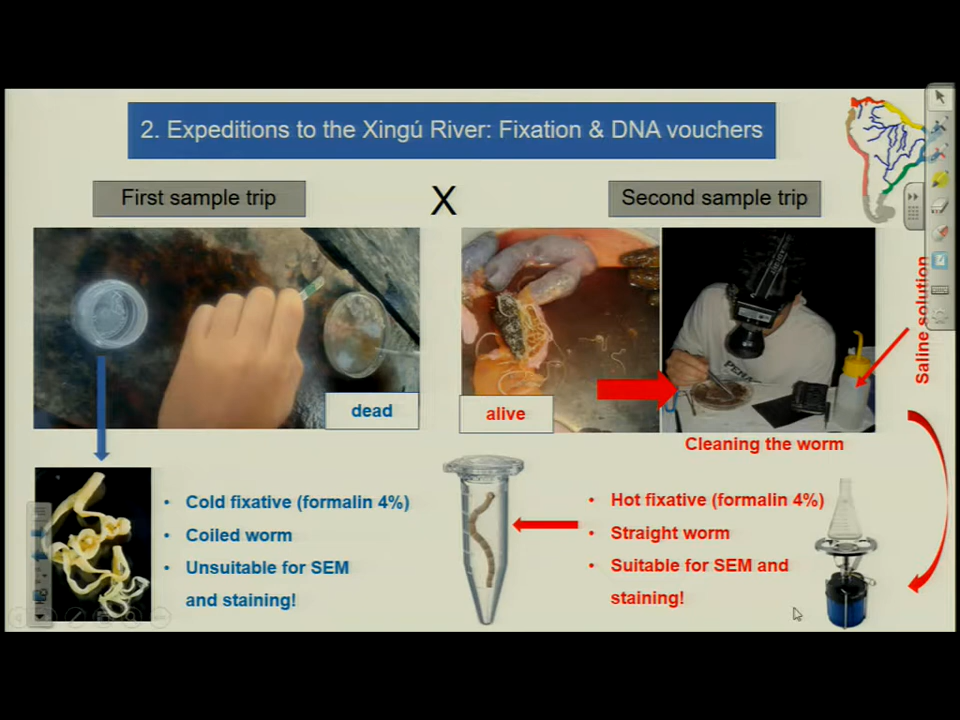 2. Expeditions to the Xingú River: Fixation & DNA vouchers
First sample trip
X
Second sample trip
Saline solution
dead
alive
Cleaning the worm
• Cold fixative (formalin 4%)
• Coiled worm
• Unsuitable for SEM
and staining!
• Hot fixative (formalin 4%)
• Straight worm
• Suitable for SEM and
staining!